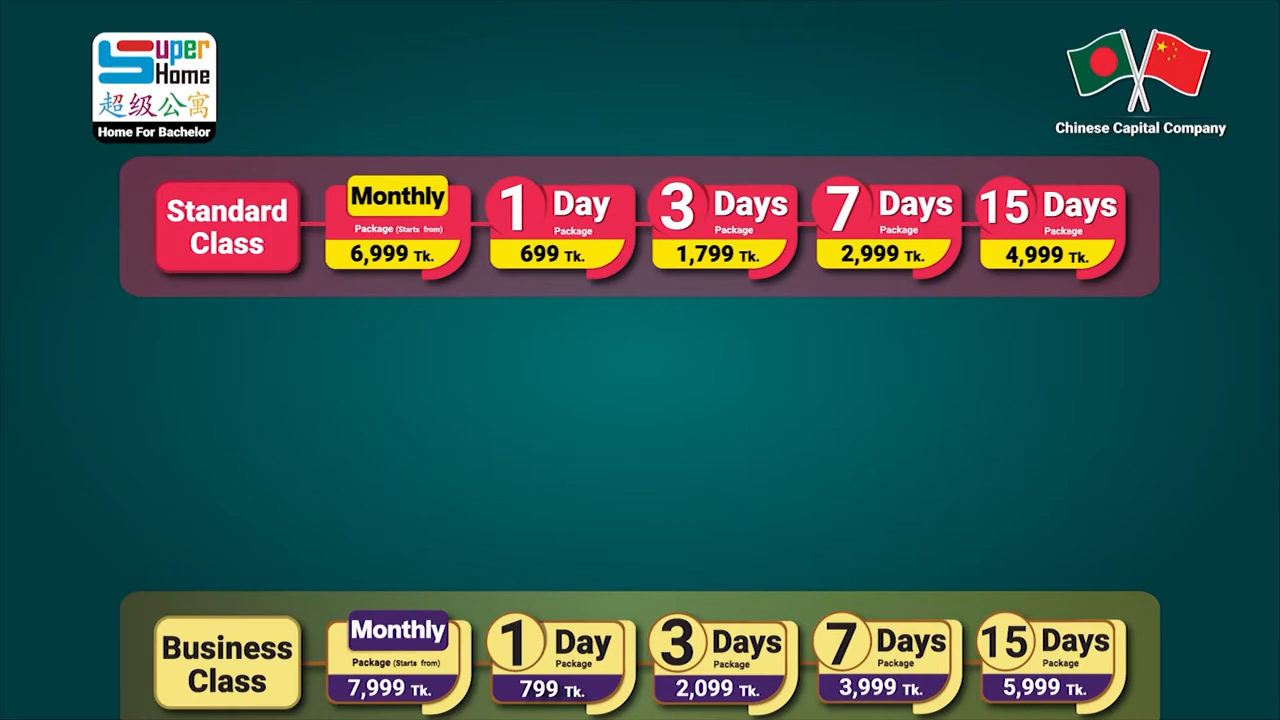 Super
Home
超级公寓
Home For Bachelor
Chinese Capital Company
Standard
Class
Monthly
Package (Starts from)
6,999 Tk.
1 Day
Package
699 Tk.
3 Days
Package
1,799 Tk.
7 Days
Package
2,999 Tk.
15 Days
Package
4,999 Tk.
Business
Class
Monthly
Package (Starts from)
7,999 Tk.
1 Day
Package
799 Tk.
3 Days
Package
2,099 Tk.
7 Days
Package
3,999 Tk.
15 Days
Package
5,999 Tk.